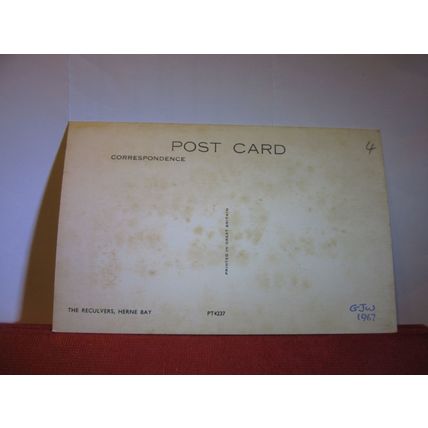 POST CARD
4
CORRESPONDENCE
PRINTED IN GREAT BRITAIN
THE RECULVERS, HERNE BAY
PT4237
GJW
1967